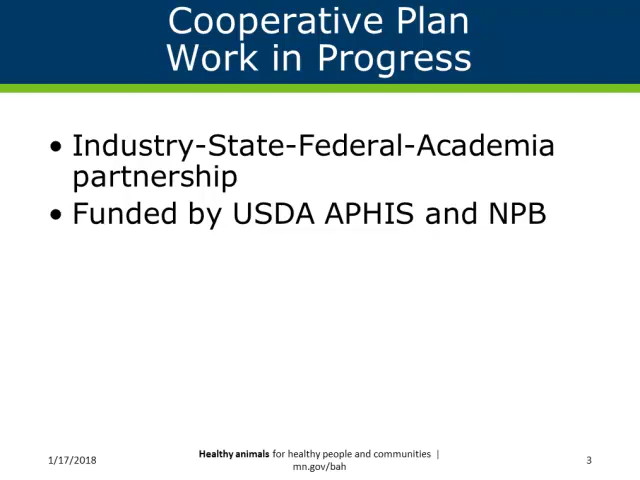 Cooperative Plan
Work in Progress
• Industry-State-Federal-Academia
partnership
• Funded by USDA APHIS and NPB
1/17/2018
Healthy animals for healthy people and communities |
mn.gov/bah
3